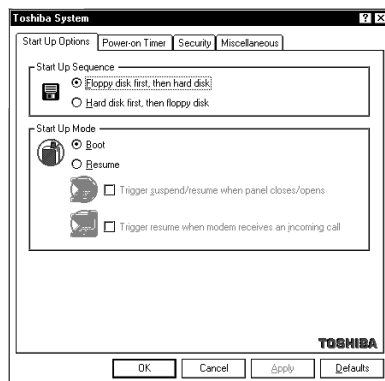 Toshiba System
Start Up Options Power-on Timer Security Miscellaneous
Start Up Sequence
Floppy disk first, then hard disk
Hard disk first, then floppy disk
Start Up Mode
Boot
Resume
Trigger suspend/resume when panel closes/opens
Trigger resume when modem receives an incoming call
TOSHIBA
OK Cancel Apply Defaults